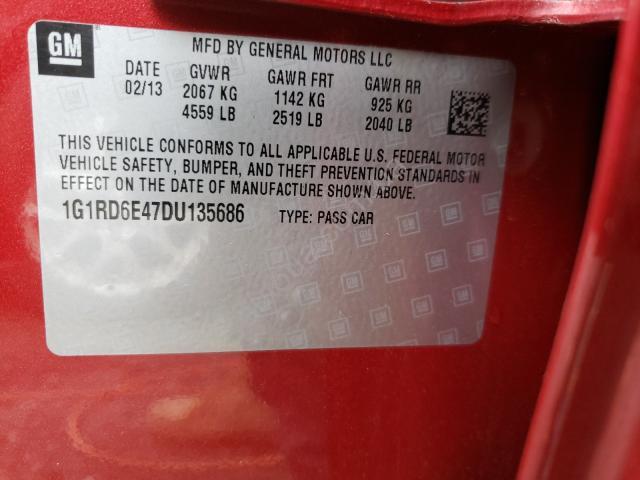 GM
MFD BY GENERAL MOTORS LLC
DATE GVWR GAWR FRT GAWR RR
02/13 2067 KG 1142 KG 925 KG
4559 LB 2519 LB 2040 LB
THIS VEHICLE CONFORMS TO ALL APPLICABLE U.S. FEDERAL MOTOR
VEHICLE SAFETY, BUMPER, AND THEFT PREVENTION STANDARDS IN
EFFECT ON THE DATE OF MANUFACTURE SHOWN ABOVE.
1G1RD6E47DU135686 TYPE: PASS CAR